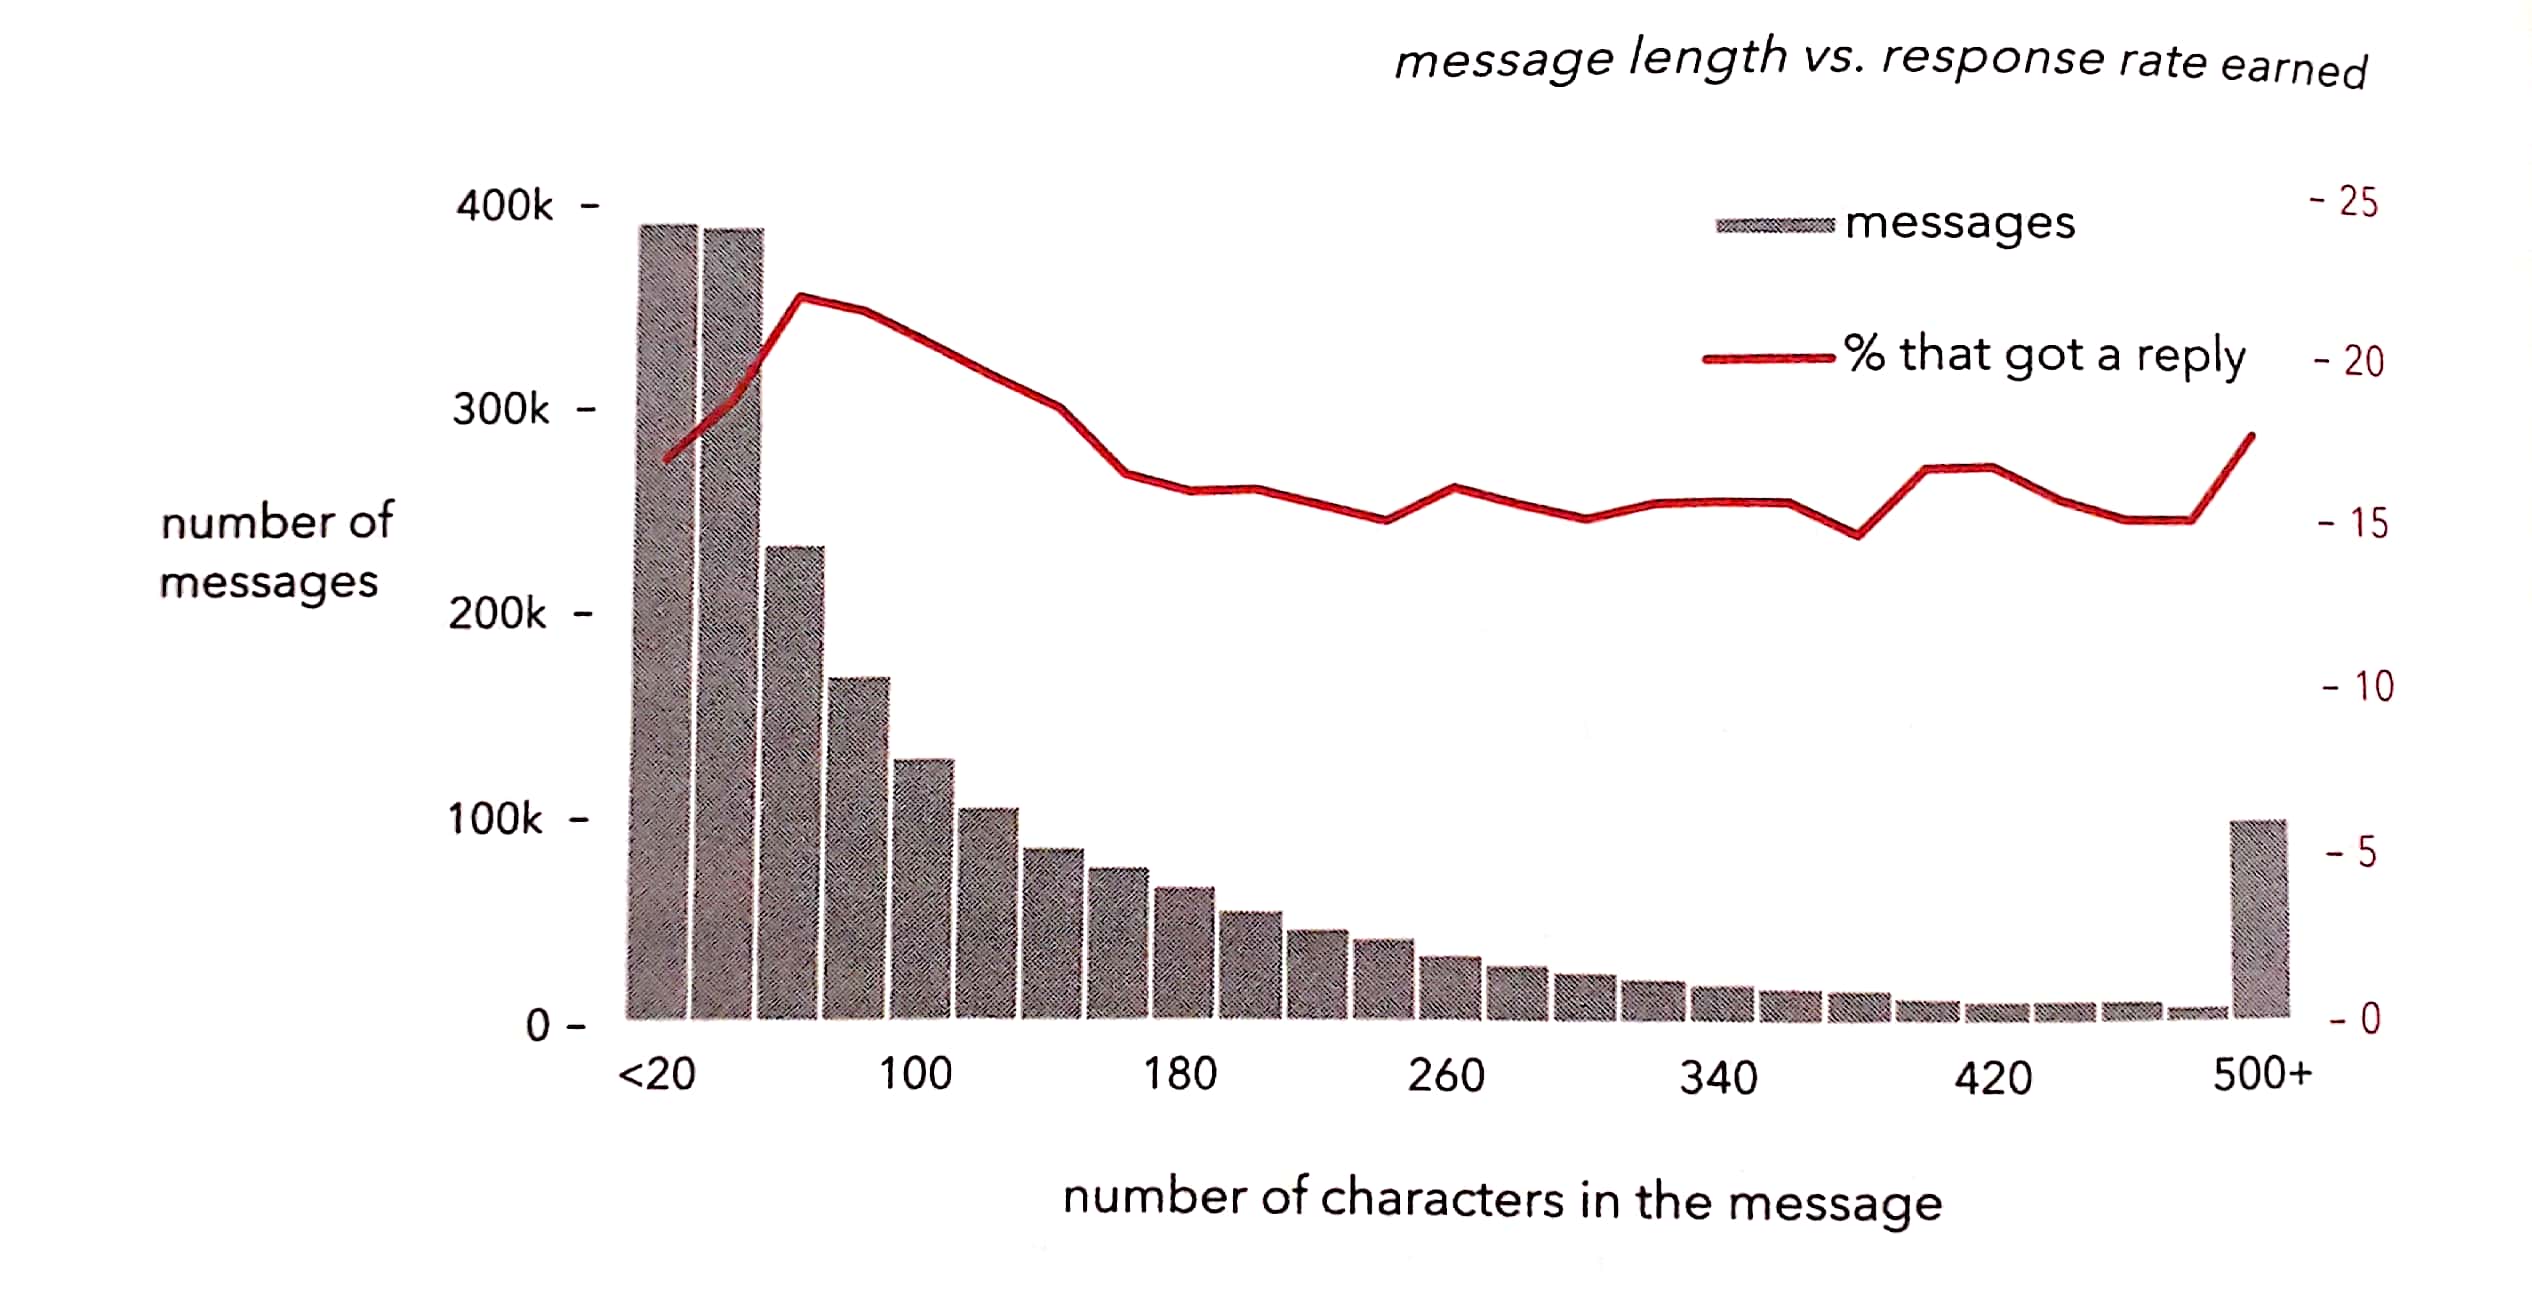 message length vs. response rate earned
400k -
300k -
200k -
100k -
0 -
number of
messages
messages
% that got a reply
- 25
- 20
- 15
- 10
- 5
- 0
<20 100 180 260 340 420 500+
number of characters in the message